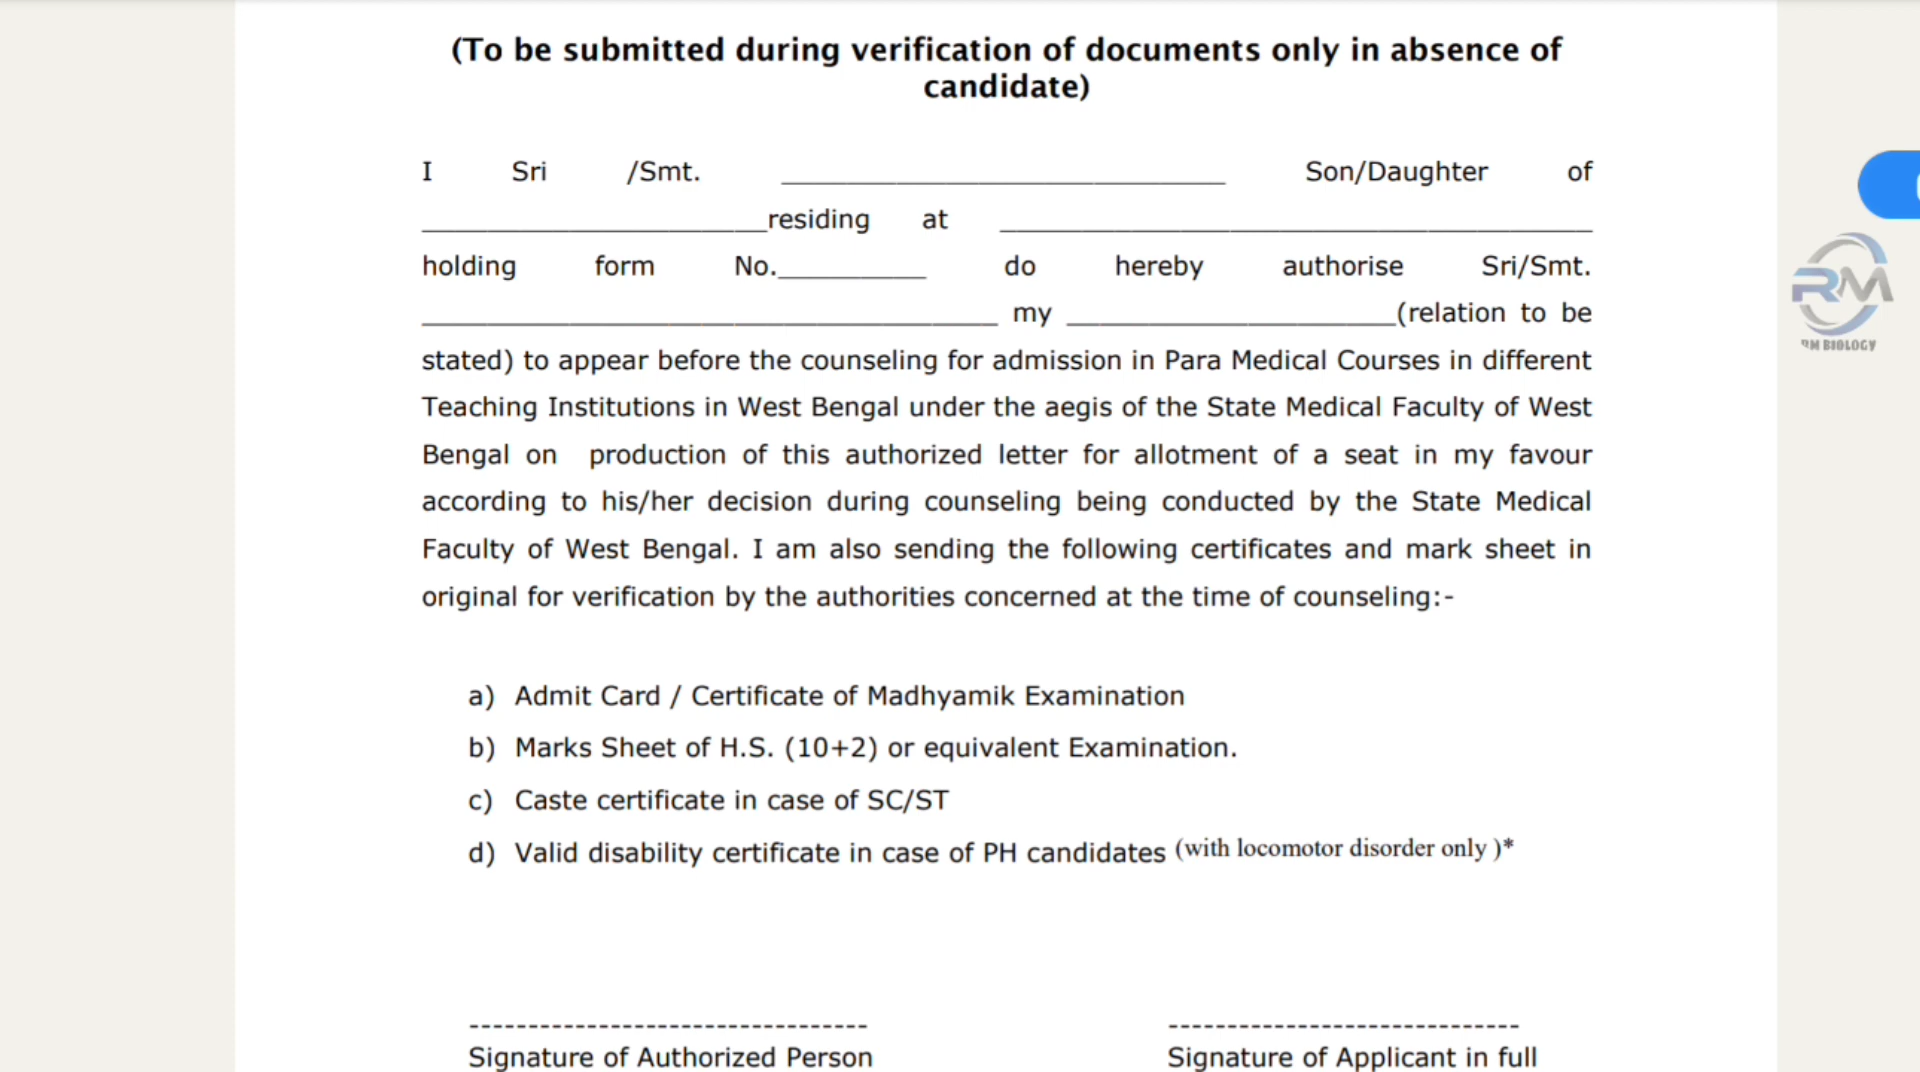 (To be submitted during verification of documents only in absence of
candidate)
I Sri /Smt. ___________________________ Son/Daughter of
_____________________residing at ____________________________________
holding form No._________ do hereby authorise Sri/Smt.
___________________________________ my ____________________(relation to be
stated) to appear before the counseling for admission in Para Medical Courses in different
Teaching Institutions in West Bengal under the aegis of the State Medical Faculty of West
Bengal on production of this authorized letter for allotment of a seat in my favour
according to his/her decision during counseling being conducted by the State Medical
Faculty of West Bengal. I am also sending the following certificates and mark sheet in
original for verification by the authorities concerned at the time of counseling:-
a) Admit Card / Certificate of Madhyamik Examination
b) Marks Sheet of H.S. (10+2) or equivalent Examination.
c) Caste certificate in case of SC/ST
d) Valid disability certificate in case of PH candidates (with locomotor disorder only )*
---------------------------------- ------------------------------
Signature of Authorized Person Signature of Applicant in full
RM
RM BIOLOGY